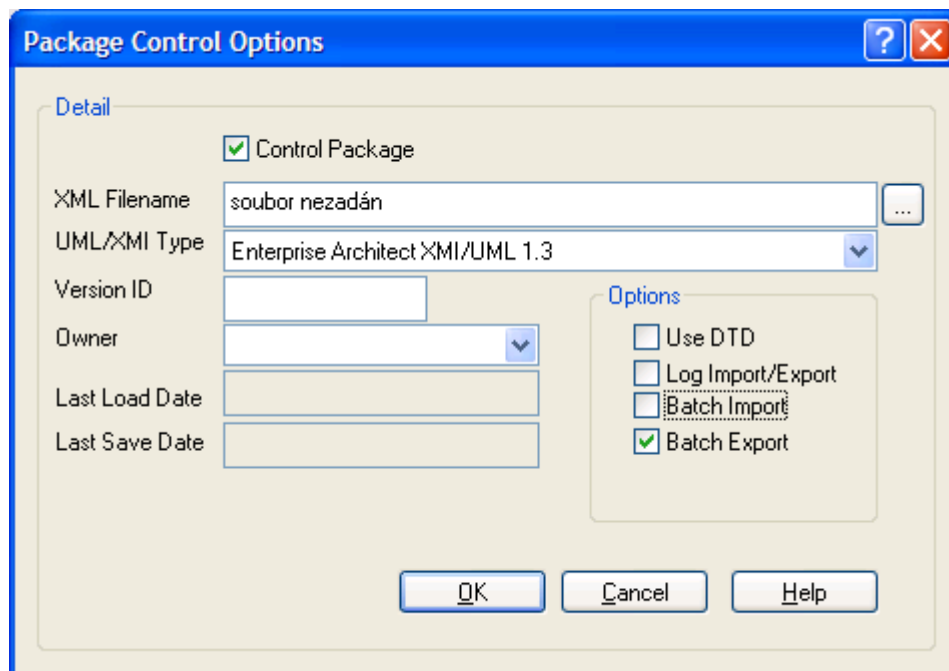 Package Control Options
Detail
Control Package
XML Filename soubor nezadán ...
UML/XMI Type Enterprise Architect XMI/UML 1.3
Version ID
Owner
Last Load Date
Last Save Date
Options
Use DTD
Log Import/Export
Batch Import
Batch Export
OK Cancel Help